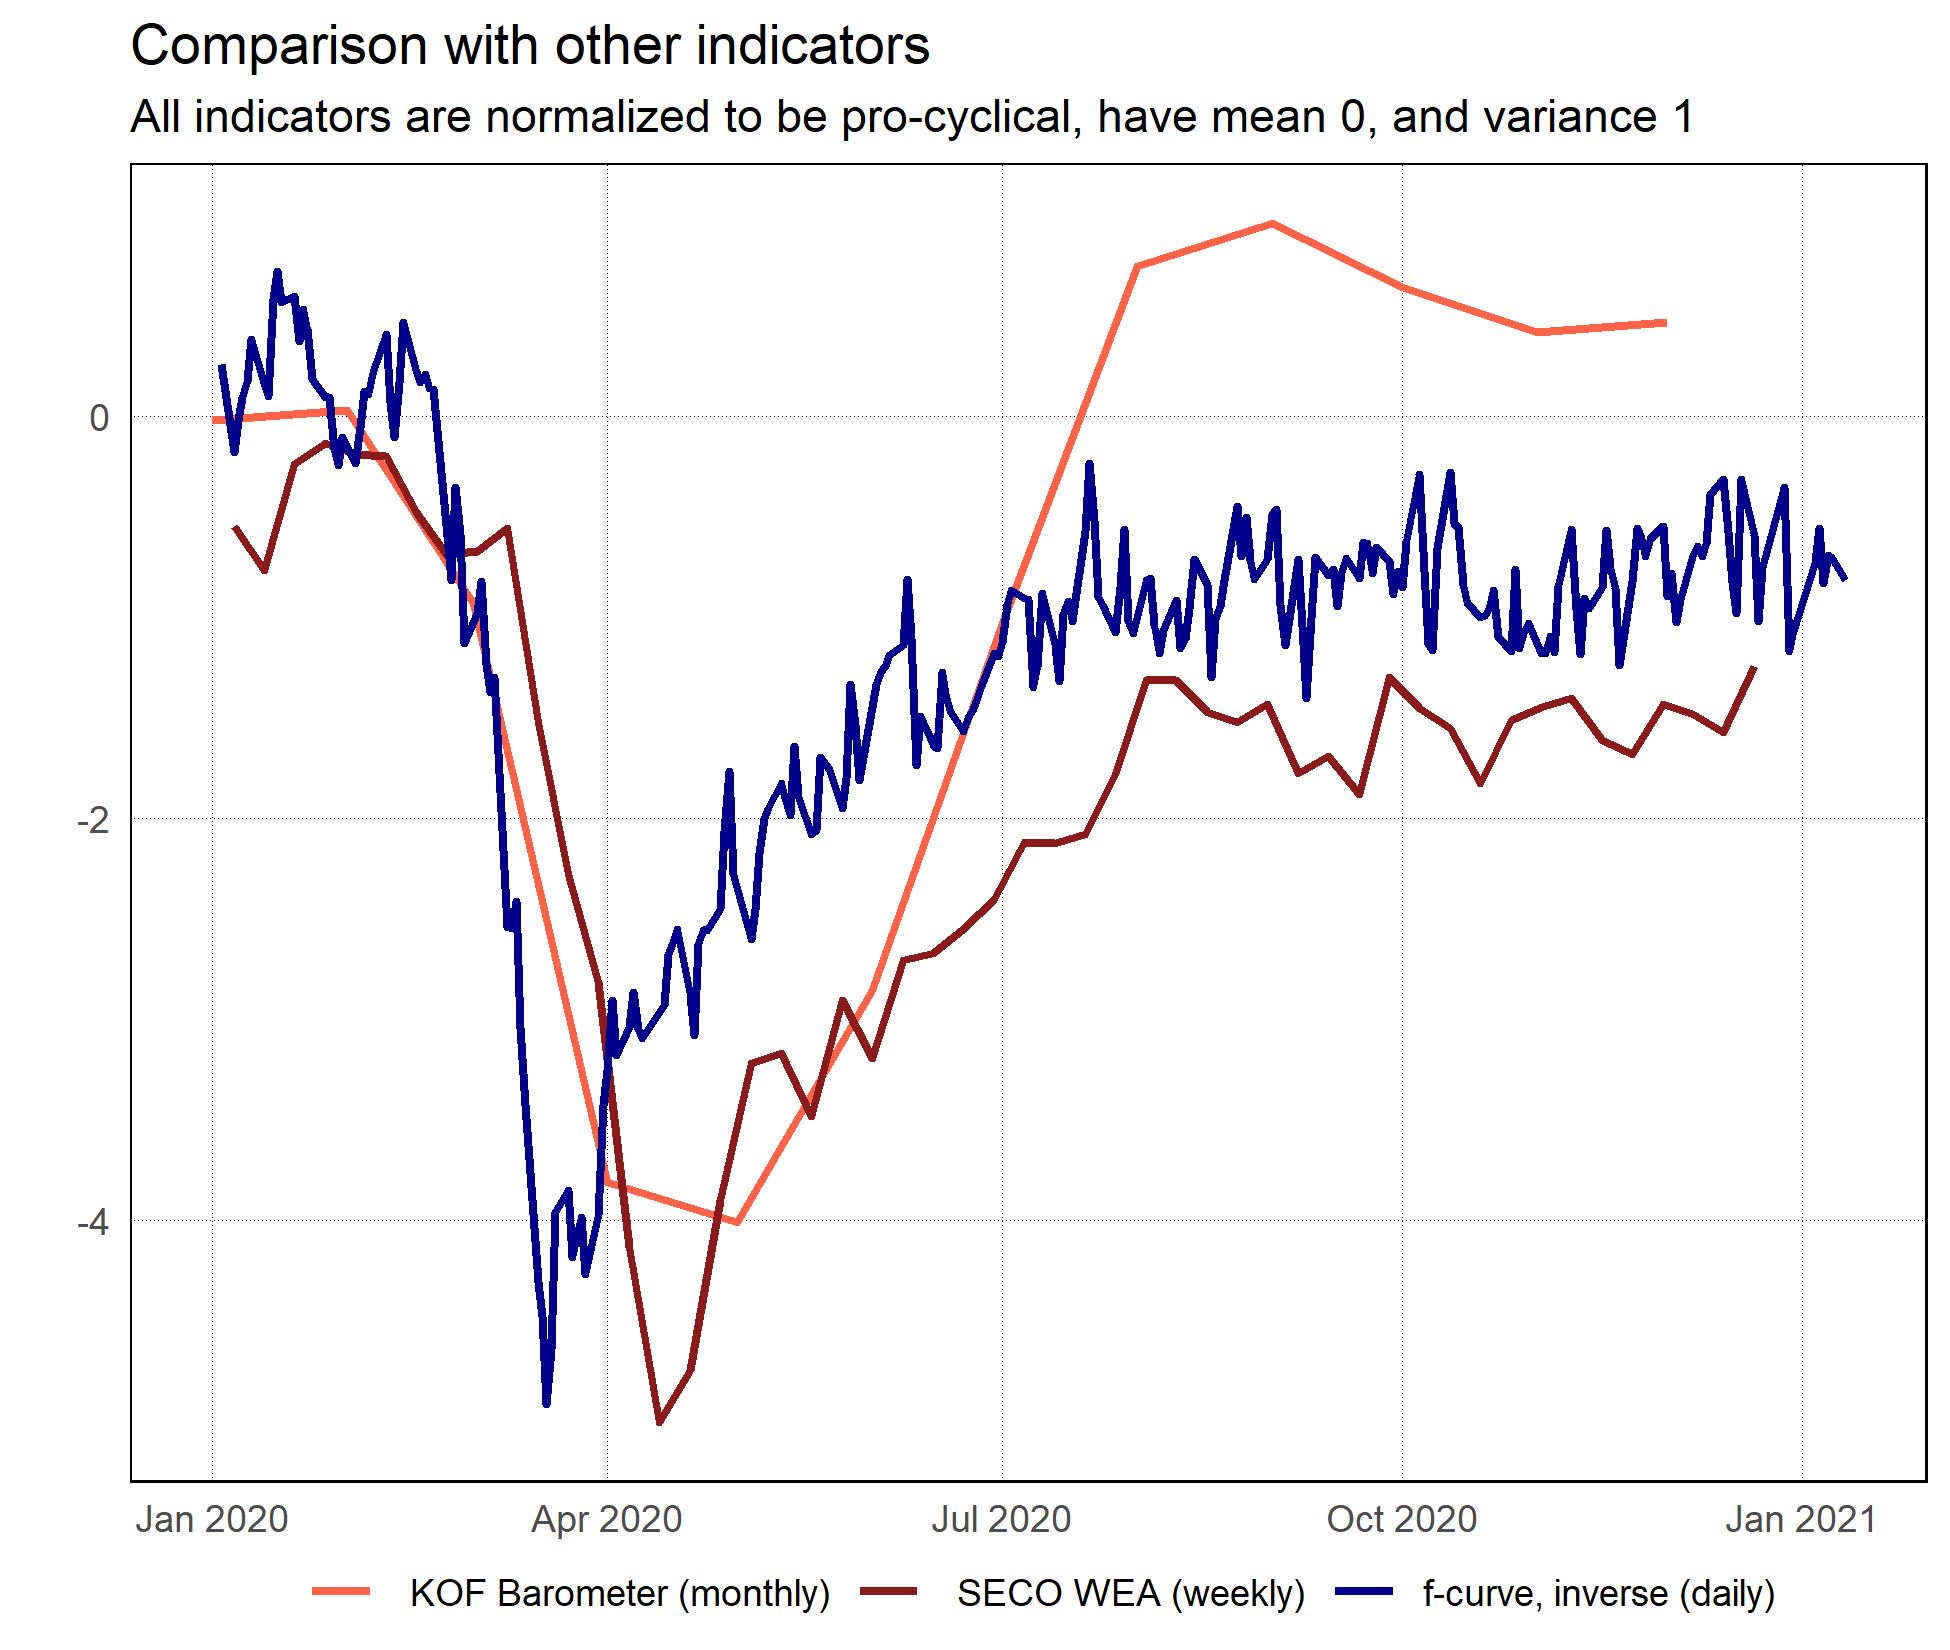 Comparison with other indicators
All indicators are normalized to be pro-cyclical, have mean 0, and variance 1
0
-2
-4
Jan 2020 Apr 2020 Jul 2020 Oct 2020 Jan 2021
KOF Barometer (monthly) SECO WEA (weekly) f-curve, inverse (daily)